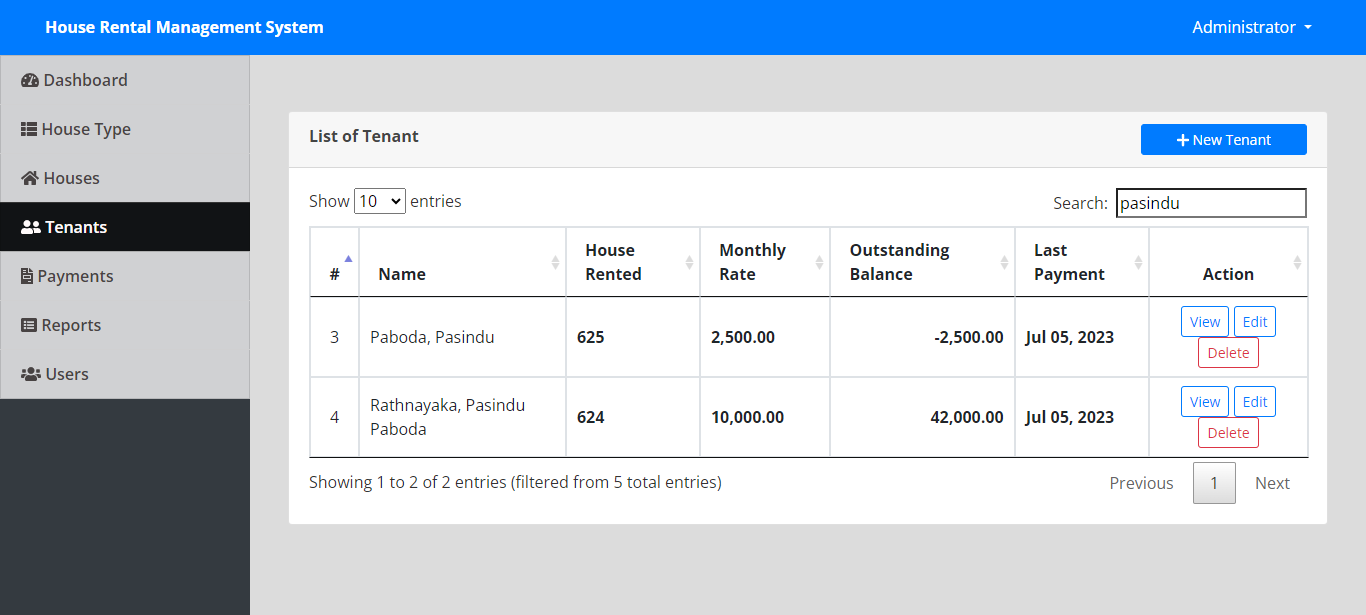 House Rental Management System
Administrator
Dashboard
House Type
Houses
Tenants
Payments
Reports
Users
List of Tenant
New Tenant
Show 10 entries
Search: pasindu
# Name House Rented Monthly Rate Outstanding Balance Last Payment Action
3 Paboda, Pasindu 625 2,500.00 -2,500.00 Jul 05, 2023 View Edit
Delete
4 Rathnayaka, Pasindu Paboda 624 10,000.00 42,000.00 Jul 05, 2023 View Edit
Delete
Showing 1 to 2 of 2 entries (filtered from 5 total entries)
Previous 1 Next